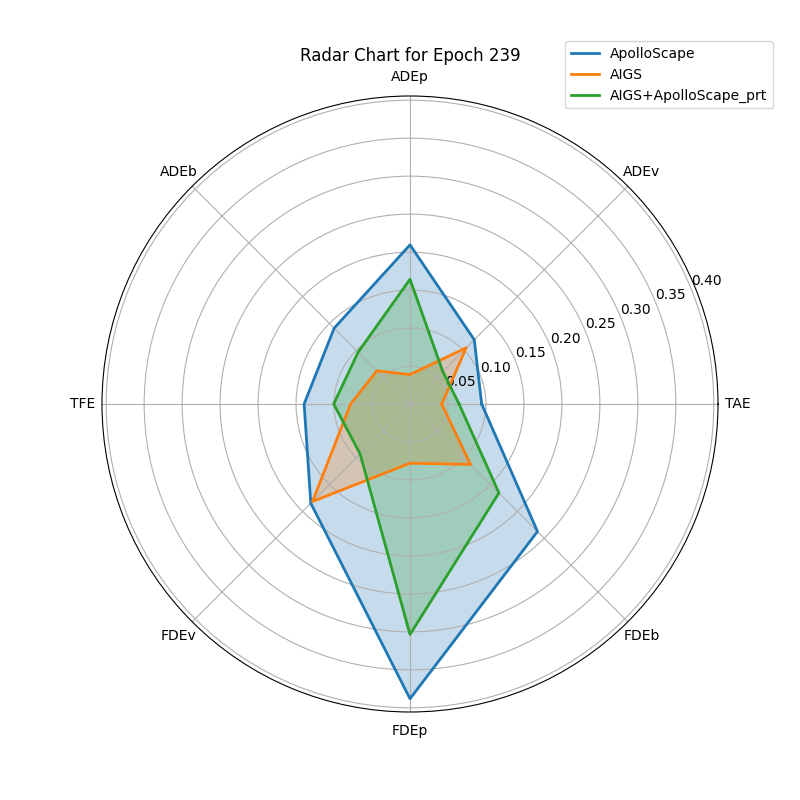 Radar Chart for Epoch 239
ApolloScape
AIGS
AIGS+ApolloScape_prt
ADEp
ADEb
ADEv
0.40
0.35
0.30
0.25
0.20
0.15
0.10
0.05
TFE
TAE
FDEv
FDEb
FDEp